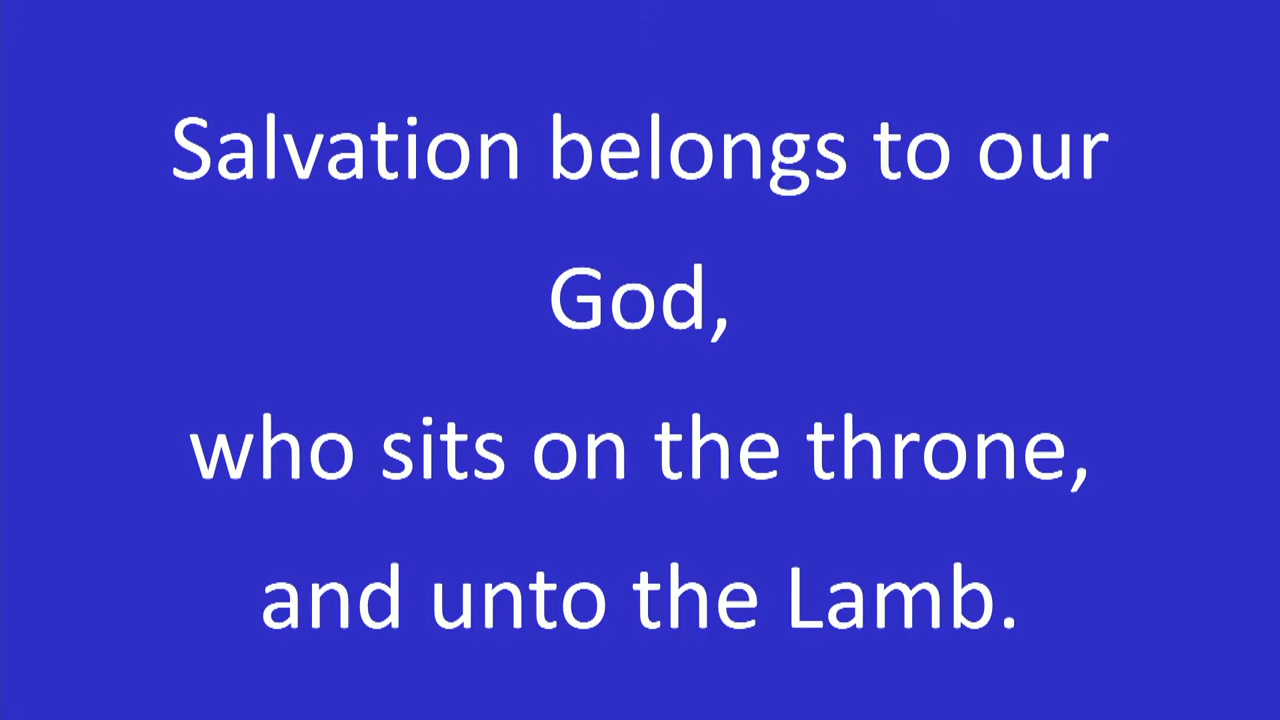 Salvation belongs to our
God,
who sits on the throne,
and unto the Lamb.